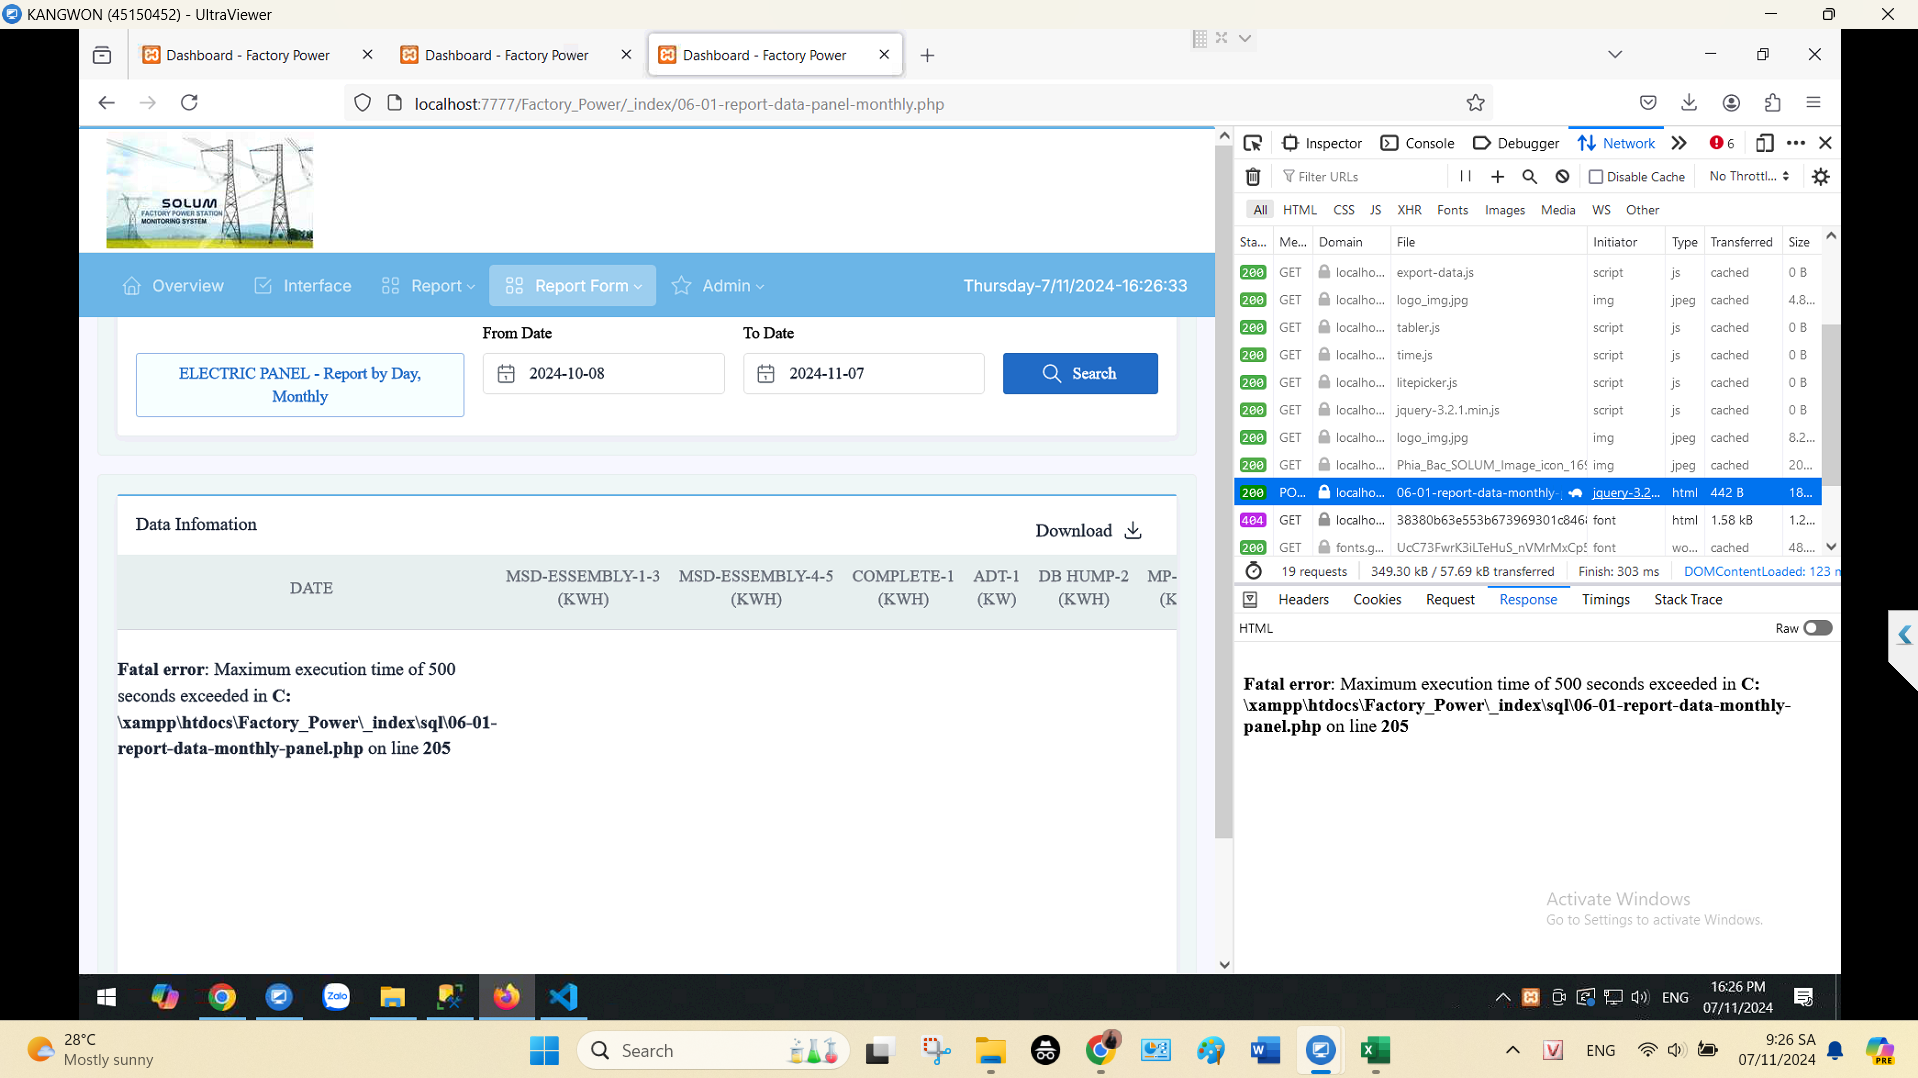 KANGWON (45150452) - UltraViewer
Dashboard - Factory Power
Dashboard - Factory Power
Dashboard - Factory Power
localhost:7777/Factory_Power/_index/06-01-report-data-panel-monthly.php
SOLUM
FACTORY POWER STATION
MONITORING SYSTEM
Overview
Interface
Report
Report Form
Admin
Thursday-7/11/2024-16:26:33
From Date
To Date
ELECTRIC PANEL - Report by Day,
Monthly
2024-10-08
2024-11-07
Search
Data Infomation
Download
DATE
MSD-ESSEMBLY-1-3
(KWH)
MSD-ESSEMBLY-4-5
(KWH)
COMPLETE-1
(KWH)
ADT-1
(KW)
DB HUMP-2
(KWH)
MP-
(K
Fatal error: Maximum execution time of 500
seconds exceeded in C:
\xampp\htdocs\Factory_Power\_index\sql\06-01-
report-data-monthly-panel.php on line 205
Inspector Console Debugger Network 6
Filter URLs Disable Cache No Throttl...
All HTML CSS JS XHR Fonts Images Media WS Other
Sta... Me... Domain File Initiator Type Transferred Size
200 GET localho... export-data.js script js cached 0 B
200 GET localho... logo_img.jpg img jpeg cached 4.8...
200 GET localho... tabler.js script js cached 0 B
200 GET localho... time.js script js cached 0 B
200 GET localho... litepicker.js script js cached 0 B
200 GET localho... jquery-3.2.1.min.js script js cached 0 B
200 GET localho... logo_img.jpg img jpeg cached 8.2...
200 GET localho... Phia_Bac_SOLUM_Image_icon_169 img jpeg cached 20...
200 PO... localho... 06-01-report-data-monthly- jquery-3.2... html 442 B 18...
404 GET localho... 38380b63e553b673969301c8468 font html 1.58 kB 1.2...
200 GET fonts.g... UcC73FwrK3iLTeHuS_nVMrMxCp5 font wo... cached 48....
19 requests 349.30 kB / 57.69 kB transferred Finish: 303 ms DOMContentLoaded: 123 m
Headers Cookies Request Response Timings Stack Trace
HTML Raw
Fatal error: Maximum execution time of 500 seconds exceeded in C:
\xampp\htdocs\Factory_Power\_index\sql\06-01-report-data-monthly-
panel.php on line 205
Activate Windows
Go to Settings to activate Windows.
Zalo
ENG
16:26 PM
07/11/2024
28°C
Mostly sunny
Search
V
ENG
9:26 SA
07/11/2024
PRE